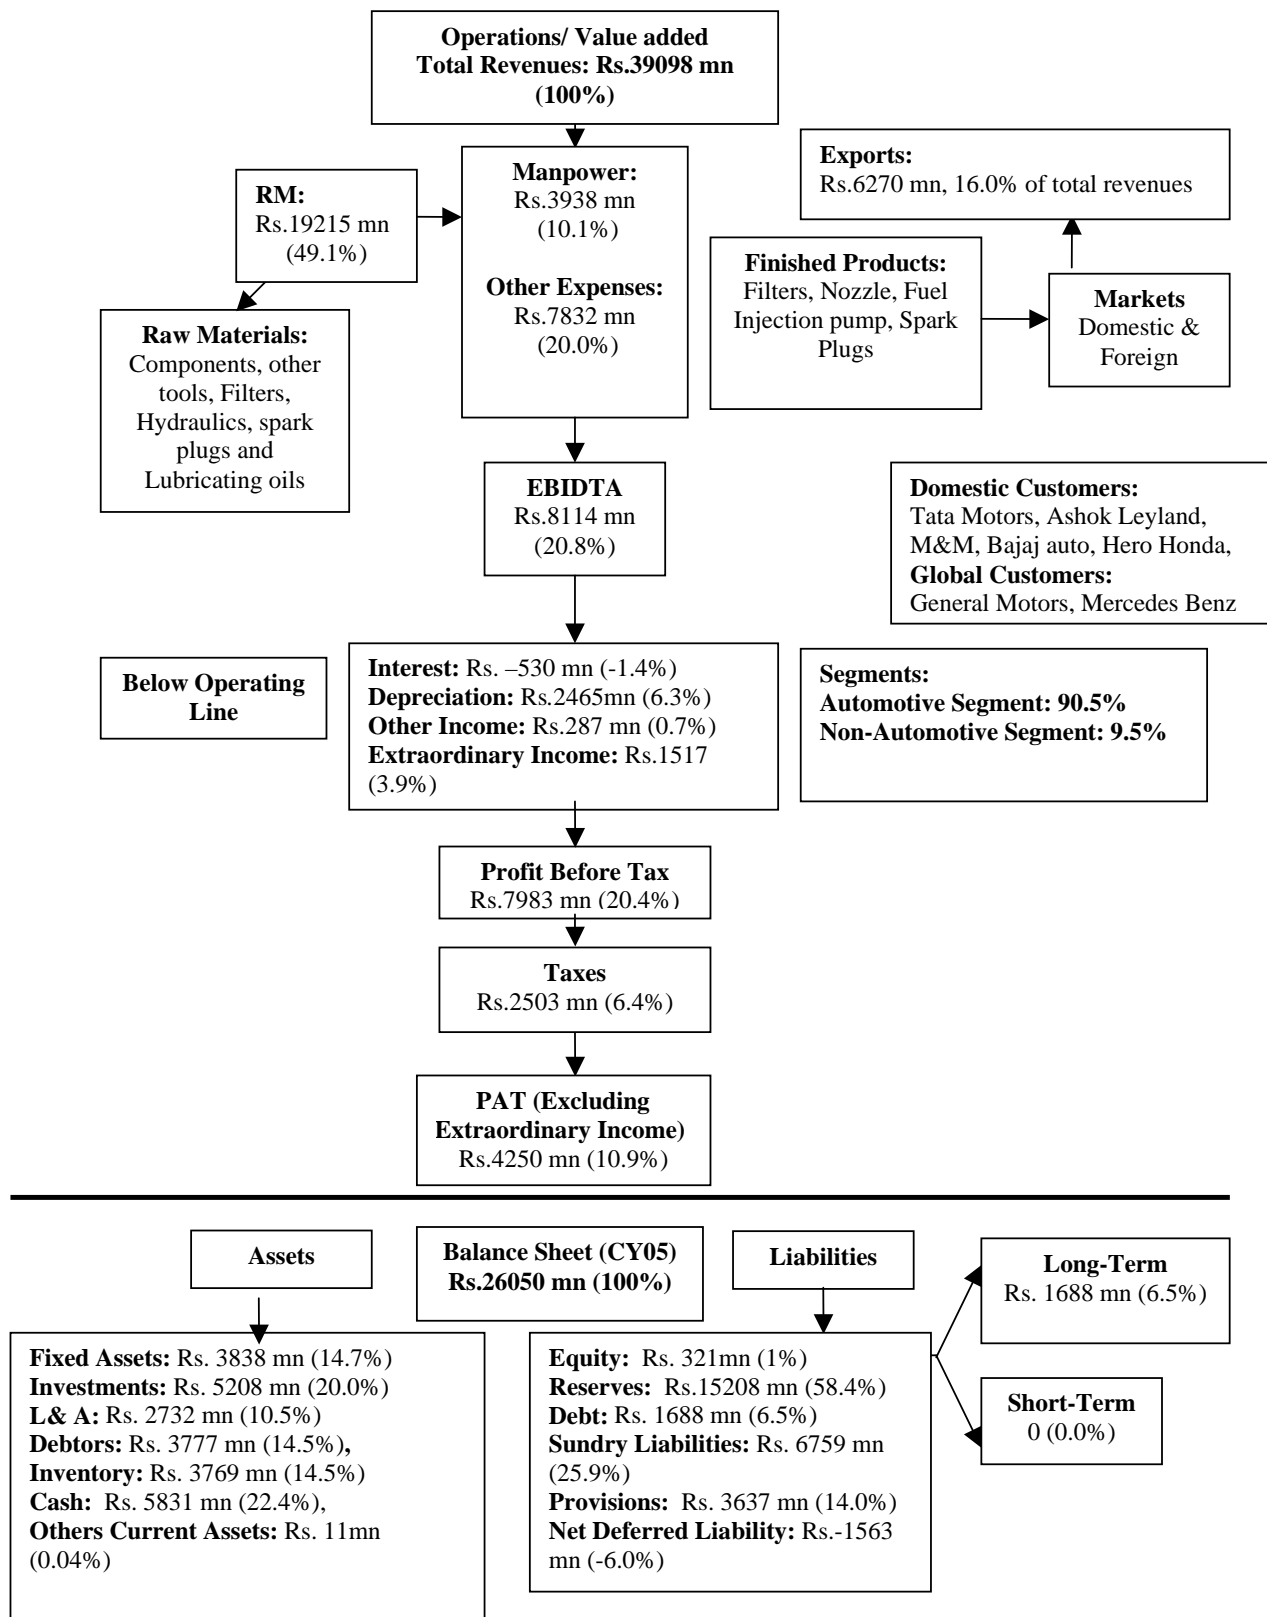 Operations/ Value added
Total Revenues: Rs.39098 mn
(100%)
RM:
Rs.19215 mn
(49.1%)
Manpower:
Rs.3938 mn
(10.1%)
Other Expenses:
Rs.7832 mn
(20.0%)
Exports:
Rs.6270 mn, 16.0% of total revenues
Finished Products:
Filters, Nozzle, Fuel
Injection pump, Spark
Plugs
Markets
Domestic &
Foreign
Raw Materials:
Components, other
tools, Filters,
Hydraulics, spark
plugs and
Lubricating oils
EBIDTA
Rs.8114 mn
(20.8%)
Domestic Customers:
Tata Motors, Ashok Leyland,
M&M, Bajaj auto, Hero Honda,
Global Customers:
General Motors, Mercedes Benz
Below Operating
Line
Interest: Rs. –530 mn (-1.4%)
Depreciation: Rs.2465mn (6.3%)
Other Income: Rs.287 mn (0.7%)
Extraordinary Income: Rs.1517
(3.9%)
Segments:
Automotive Segment: 90.5%
Non-Automotive Segment: 9.5%
Profit Before Tax
Rs.7983 mn (20.4%)
Taxes
Rs.2503 mn (6.4%)
PAT (Excluding
Extraordinary Income)
Rs.4250 mn (10.9%)
Assets
Balance Sheet (CY05)
Rs.26050 mn (100%)
Liabilities
Long-Term
Rs. 1688 mn (6.5%)
Fixed Assets: Rs. 3838 mn (14.7%)
Investments: Rs. 5208 mn (20.0%)
L& A: Rs. 2732 mn (10.5%)
Debtors: Rs. 3777 mn (14.5%),
Inventory: Rs. 3769 mn (14.5%)
Cash: Rs. 5831 mn (22.4%),
Others Current Assets: Rs. 11mn
(0.04%)
Equity: Rs. 321mn (1%)
Reserves: Rs.15208 mn (58.4%)
Debt: Rs. 1688 mn (6.5%)
Sundry Liabilities: Rs. 6759 mn
(25.9%)
Provisions: Rs. 3637 mn (14.0%)
Net Deferred Liability: Rs.-1563
mn (-6.0%)
Short-Term
0 (0.0%)